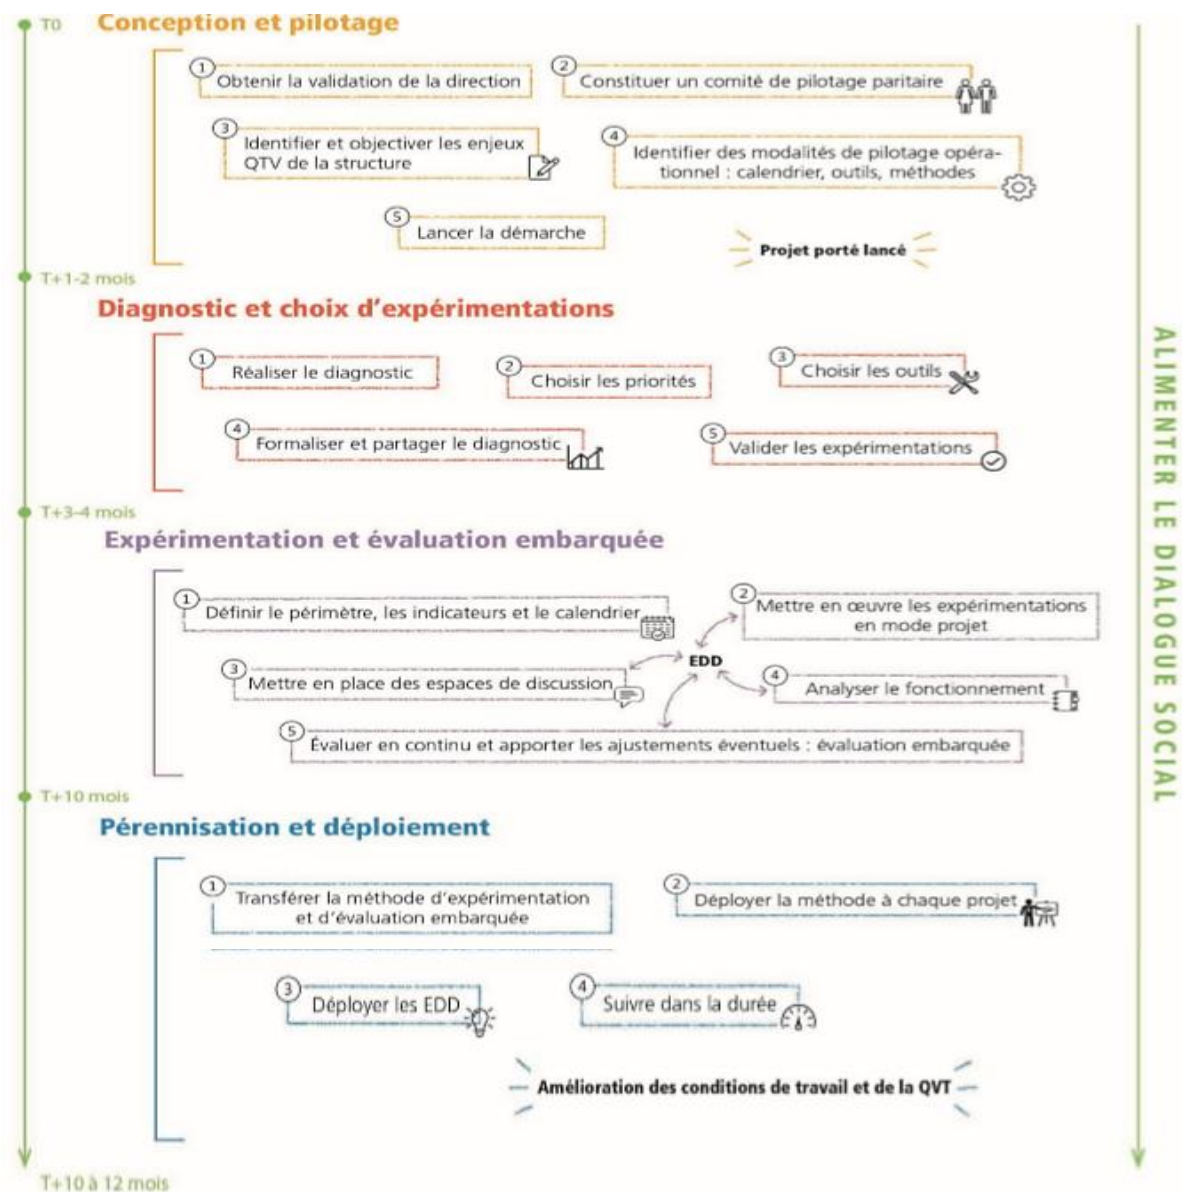 T0
Conception et pilotage
1
Obtenir la validation de la direction
2
Constituer un comité de pilotage paritaire
3
Identifier et objectiver les enjeux
QTV de la structure
4
Identifier des modalités de pilotage opéra-
tionnel : calendrier, outils, méthodes
5
Lancer la démarche
Projet porté lancé
T+1-2 mois
Diagnostic et choix d'expérimentations
1
Réaliser le diagnostic
2
Choisir les priorités
3
Choisir les outils
4
Formaliser et partager le diagnostic
5
Valider les expérimentations
T+3-4 mois
Expérimentation et évaluation embarquée
1
Définir le périmètre, les indicateurs et le calendrier
2
Mettre en œuvre les expérimentations
en mode projet
EDD
3
Mettre en place des espaces de discussion
4
Analyser le fonctionnement
5
Évaluer en continu et apporter les ajustements éventuels : évaluation embarquée
T+10 mois
Pérennisation et déploiement
1
Transférer la méthode d'expérimentation
et d'évaluation embarquée
2
Déployer la méthode à chaque projet
3
Déployer les EDD
4
Suivre dans la durée
Amélioration des conditions de travail et de la QVT
T+10 à 12 mois
ALIMENTER LE DIALOGUE SOCIAL